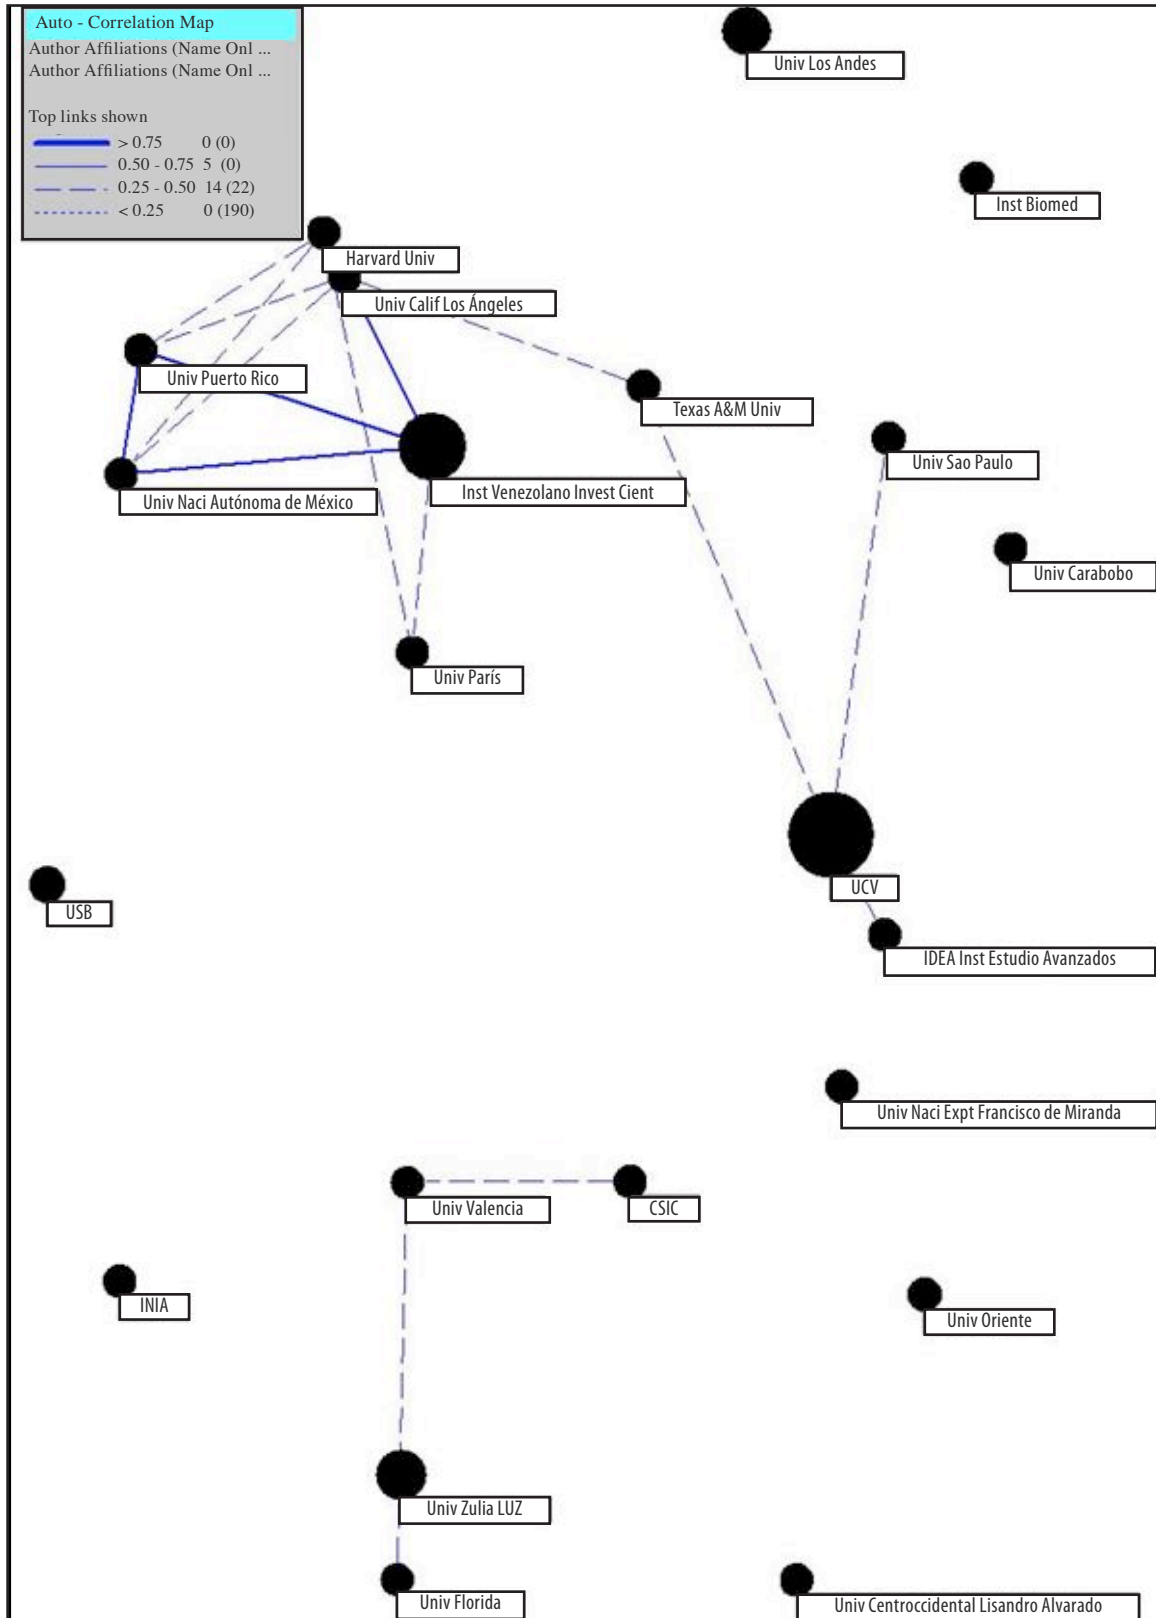 Auto - Correlation Map
Author Affiliations (Name Onl ...
Author Affiliations (Name Onl ...
Top links shown
> 0.75 0 (0)
0.50 - 0.75 5 (0)
0.25 - 0.50 14 (22)
< 0.25 0 (190)
Univ Los Andes
Inst Biomed
Harvard Univ
Univ Calif Los Ángeles
Univ Puerto Rico
Texas A&M Univ
Univ Sao Paulo
Univ Naci Autónoma de México
Inst Venezolano Invest Cient
Univ Carabobo
Univ París
UCV
USB
IDEA Inst Estudio Avanzados
Univ Naci Expt Francisco de Miranda
Univ Valencia
CSIC
INIA
Univ Oriente
Univ Zulia LUZ
Univ Florida
Univ Centroccidental Lisandro Alvarado